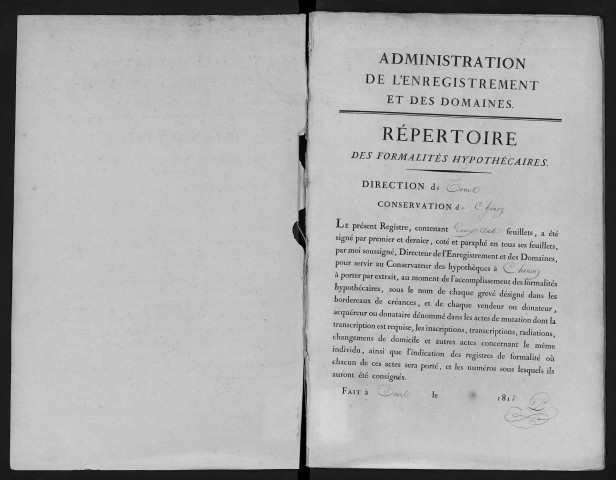 ADMINISTRATION
DE L'ENREGISTREMENT
ET DES DOMAINES.
RÉPERTOIRE
DES FORMALITÉS HYPOTHÉCAIRES.
DIRECTION de
CONSERVATION de Chinon
LE présent Registre, contenant feuillets, a été
signé par premier et dernier, coté et paraphé en tous ses feuillets,
par moi soussigné, Directeur de l'Enregistrement et des Domaines,
pour servir au Conservateur des hypothèques à Chinon
à porter par extrait, au moment de l'accomplissement des formalités
hypothécaires, sous le nom de chaque grevé désigné dans les
bordereaux de créances, et de chaque vendeur ou donateur,
acquéreur ou donataire dénommé dans les actes de mutation dont la
transcription est requise, les inscriptions, transcriptions, radiations,
changemens de domicile et autres actes concernant le même
individu, ainsi que l'indication des registres de formalité où
chacun de ces actes sera porté, et les numéros sous lesquels ils
auront été consignés.
FAIT à le 181